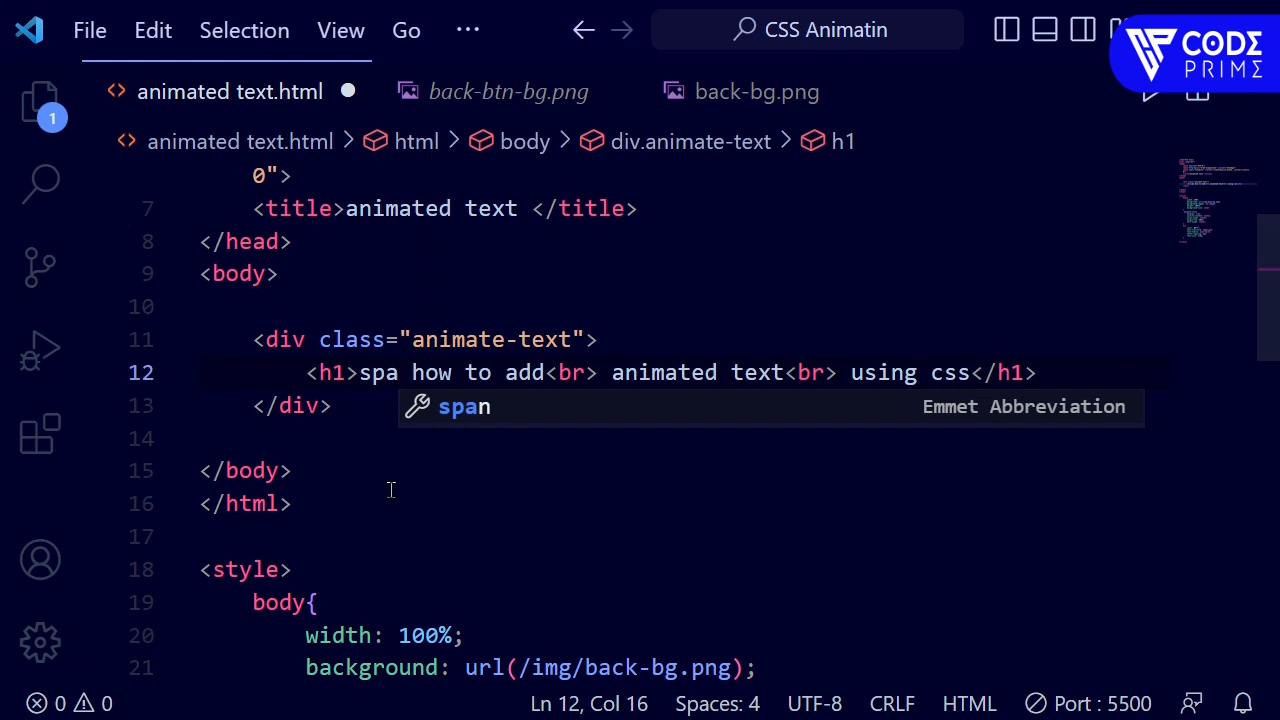 File Edit Selection View Go ··· CSS Animatin
CODE
PRIME
animated text.html back-btn-bg.png back-bg.png
1
animated text.html > html > body > div.animate-text > h1
0">
7 <title>animated text </title>
8 </head>
9 <body>
10
11 <div class="animate-text">
12 <h1>spa how to add<br> animated text<br> using css</h1>
13 </div>
span Emmet Abbreviation
14
15 </body>
16 </html>
17
18 <style>
19 body{
20 width: 100%;
21 background: url(/img/back-bg.png);
0 0 Ln 12, Col 16 Spaces: 4 UTF-8 CRLF HTML Port : 5500